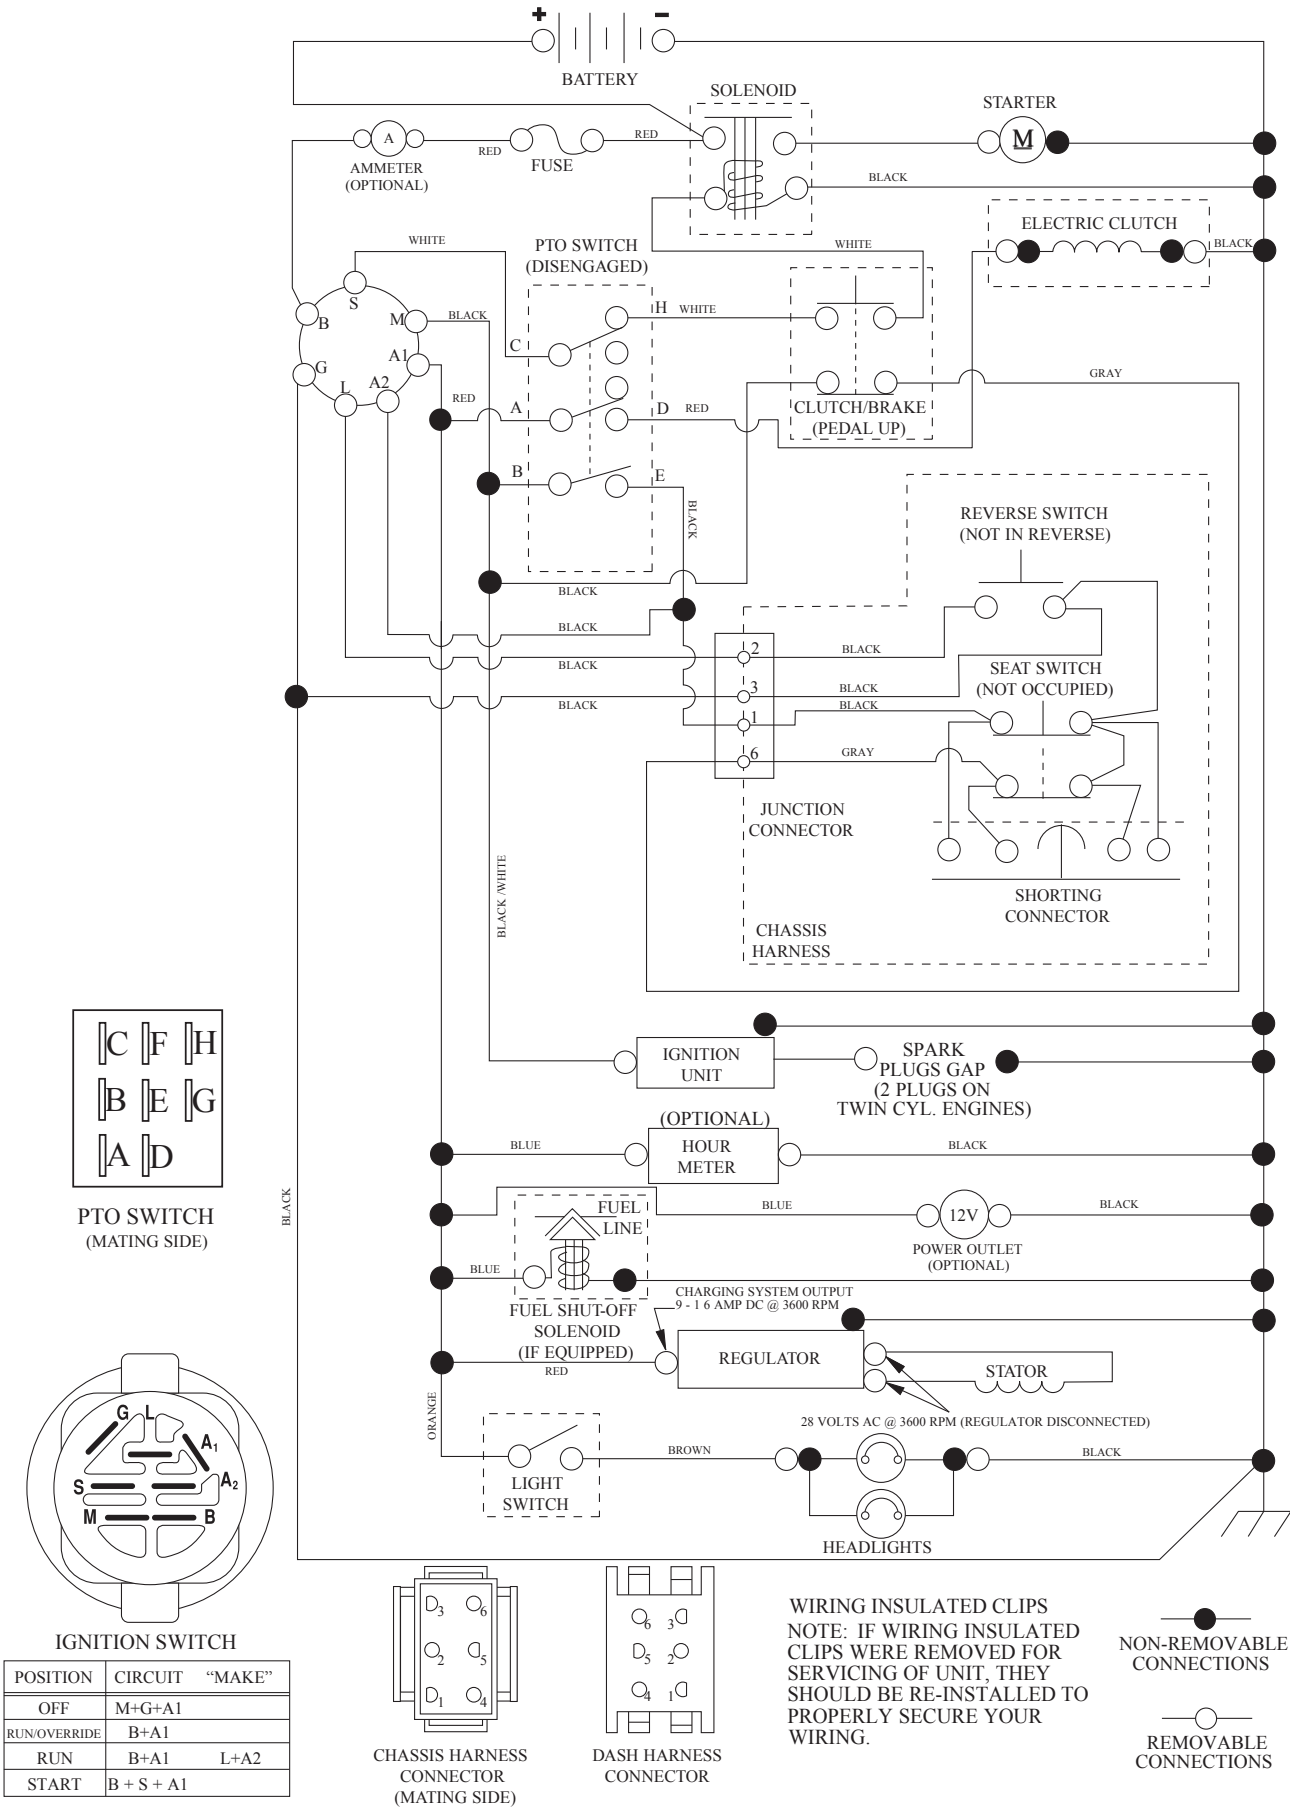 + −
BATTERY
SOLENOID
STARTER
A
M
RED
FUSE
RED
AMMETER
(OPTIONAL)
BLACK
ELECTRIC CLUTCH
BLACK
WHITE
PTO SWITCH
(DISENGAGED)
WHITE
S
B
M
BLACK
G
A1
L
A2
H
WHITE
C
RED
A
D
RED
B
E
BLACK
CLUTCH/BRAKE
(PEDAL UP)
GRAY
REVERSE SWITCH
(NOT IN REVERSE)
BLACK
BLACK
BLACK
BLACK
2
BLACK
3
BLACK
1
BLACK
6
GRAY
SEAT SWITCH
(NOT OCCUPIED)
JUNCTION
CONNECTOR
SHORTING
CONNECTOR
CHASSIS
HARNESS
BLACK /WHITE
C F H
B E G
A D
PTO SWITCH
(MATING SIDE)
BLACK
IGNITION
UNIT
SPARK
PLUGS GAP
(2 PLUGS ON
TWIN CYL. ENGINES)
(OPTIONAL)
BLUE
HOUR
METER
BLACK
FUEL
LINE
BLUE
12V
BLACK
POWER OUTLET
(OPTIONAL)
BLUE
FUEL SHUT-OFF
SOLENOID
(IF EQUIPPED)
CHARGING SYSTEM OUTPUT
9 - 1 6 AMP DC @ 3600 RPM
RED
REGULATOR
STATOR
28 VOLTS AC @ 3600 RPM (REGULATOR DISCONNECTED)
ORANGE
LIGHT
SWITCH
BROWN
BLACK
HEADLIGHTS
G L
A1
S
A2
M
B
IGNITION SWITCH
POSITION CIRCUIT “MAKE”
OFF M+G+A1
RUN/OVERRIDE B+A1
RUN B+A1 L+A2
START B + S + A1
3 6
2 5
1 4
CHASSIS HARNESS
CONNECTOR
(MATING SIDE)
6 3
5 2
4 1
DASH HARNESS
CONNECTOR
WIRING INSULATED CLIPS
NOTE: IF WIRING INSULATED
CLIPS WERE REMOVED FOR
SERVICING OF UNIT, THEY
SHOULD BE RE-INSTALLED TO
PROPERLY SECURE YOUR
WIRING.
NON-REMOVABLE
CONNECTIONS
REMOVABLE
CONNECTIONS